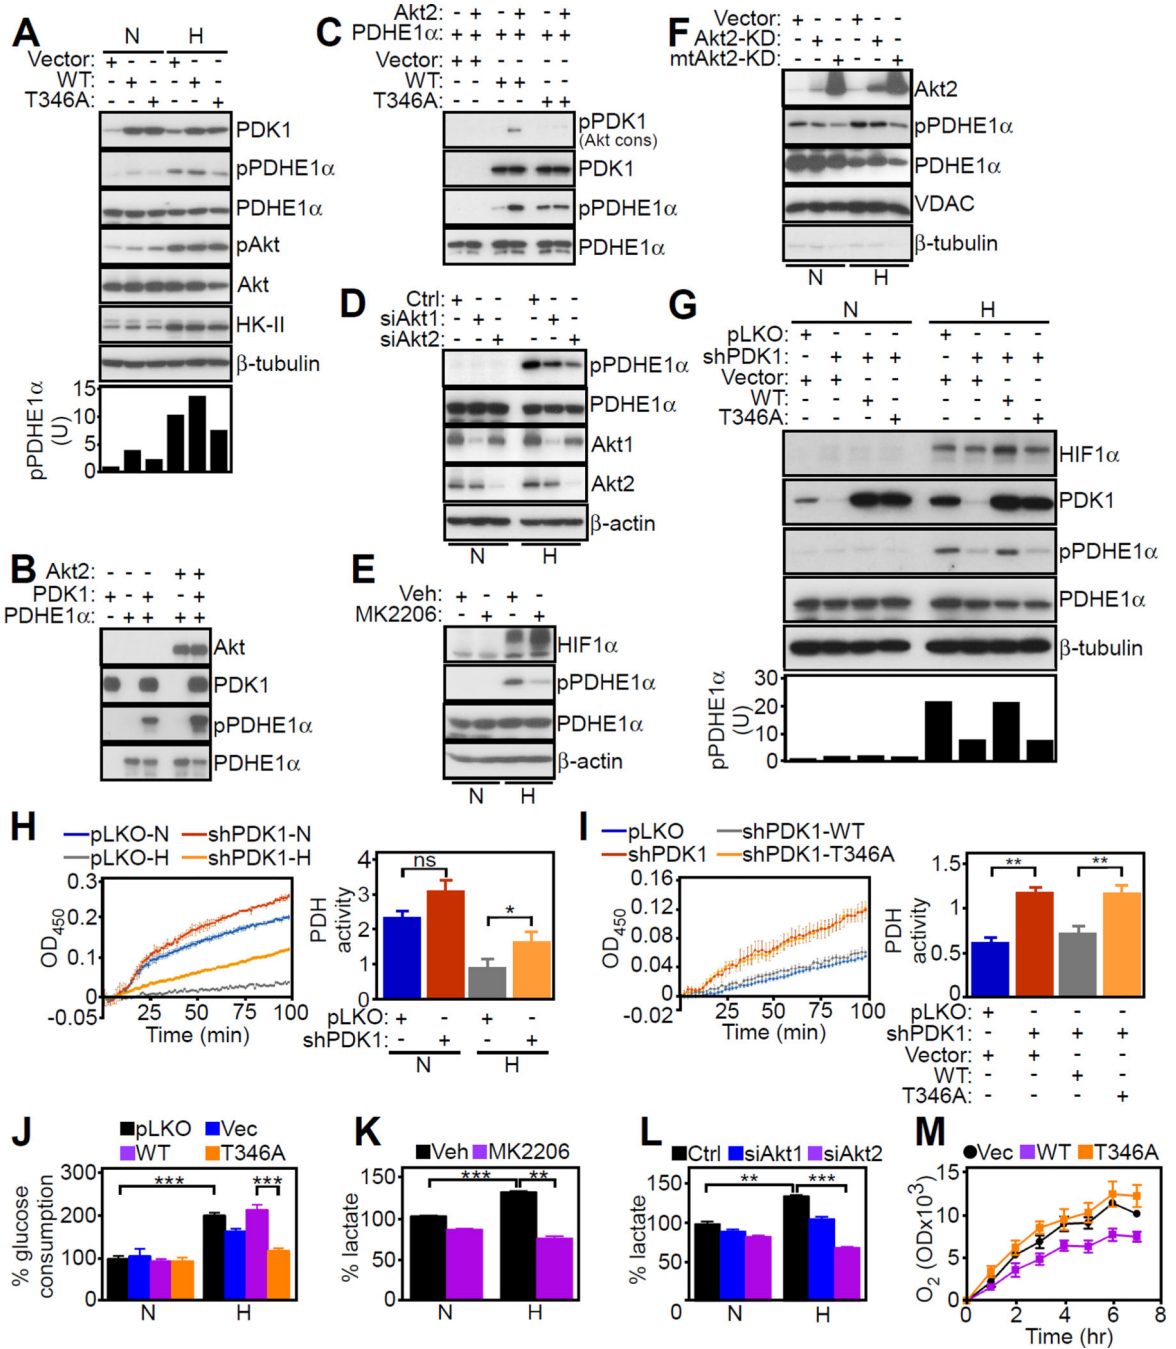 A
N H
Vector: + - - + - -
WT: - + - - + -
T346A: - - + - - +
PDK1
pPDHE1α
PDHE1α
pAkt
Akt
HK-II
β-tubulin
pPDHE1α (U)
15
10
5
0
B
Akt2: - - - + +
PDK1: + - + - +
PDHE1α: - + + + +
Akt
PDK1
pPDHE1α
PDHE1α
C
Akt2: - + - + - +
PDHE1α: + + + + + +
Vector: + + - - - -
WT: - - + + - -
T346A: - - - - + +
pPDK1
(Akt cons)
PDK1
pPDHE1α
PDHE1α
D
Ctrl: + - - + - -
siAkt1: - + - - + -
siAkt2: - - + - - +
pPDHE1α
PDHE1α
Akt1
Akt2
β-actin
N H
E
Veh: + - + -
MK2206: - + - +
HIF1α
pPDHE1α
PDHE1α
β-actin
N H
F
Vector: + - - + - -
Akt2-KD: - + - - + -
mtAkt2-KD: - - + - - +
Akt2
pPDHE1α
PDHE1α
VDAC
β-tubulin
N H
G
N H
pLKO: + - - - + - - -
shPDK1: - + + + - + + +
Vector: + + - - + + - -
WT: - - + - - - + -
T346A: - - - + - - - +
HIF1α
PDK1
pPDHE1α
PDHE1α
β-tubulin
pPDHE1α (U)
30
20
10
0
H
pLKO-N shPDK1-N
pLKO-H shPDK1-H
OD450
0.3
0.2
0.1
0
-0.05
25 50 75 100
Time (min)
PDH activity
4
3
2
1
0
ns
*
pLKO: + - + -
shPDK1: - + - +
N H
I
pLKO shPDK1-WT
shPDK1 shPDK1-T346A
OD450
0.16
0.12
0.08
0.04
0
-0.02
25 50 75 100
Time (min)
PDH activity
1.5
1.0
0.5
0
** **
pLKO: + - - -
shPDK1: - + + +
Vector: + + - -
WT: - - + -
T346A: - - - +
J
pLKO Vec
WT T346A
% glucose consumption
300
200
100
0
*** ***
N H
K
Veh MK2206
% lactate
150
100
50
0
*** **
N H
L
Ctrl siAkt1 siAkt2
% lactate
150
100
50
0
** ***
N H
M
Vec WT T346A
O2 (ODx10³)
15
10
5
0
0 2 4 6 8
Time (hr)